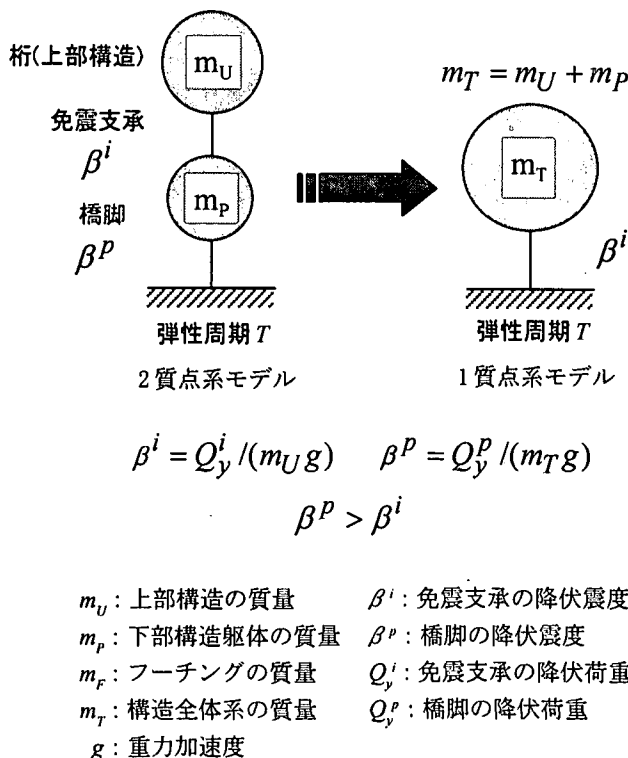 桁(上部構造)
m_U
免震支承
β^i
橋脚
m_P
β^p
弾性周期 T
2質点系モデル
m_T = m_U + m_P
m_T
β^i
弾性周期 T
1質点系モデル
β^i = Q_y^i /(m_U g) β^p = Q_y^p /(m_T g)
β^p > β^i
m_U : 上部構造の質量
m_P : 下部構造躯体の質量
m_F : フーチングの質量
m_T : 構造全体系の質量
g : 重力加速度
β^i : 免震支承の降伏震度
β^p : 橋脚の降伏震度
Q_y^i : 免震支承の降伏荷重
Q_y^p : 橋脚の降伏荷重